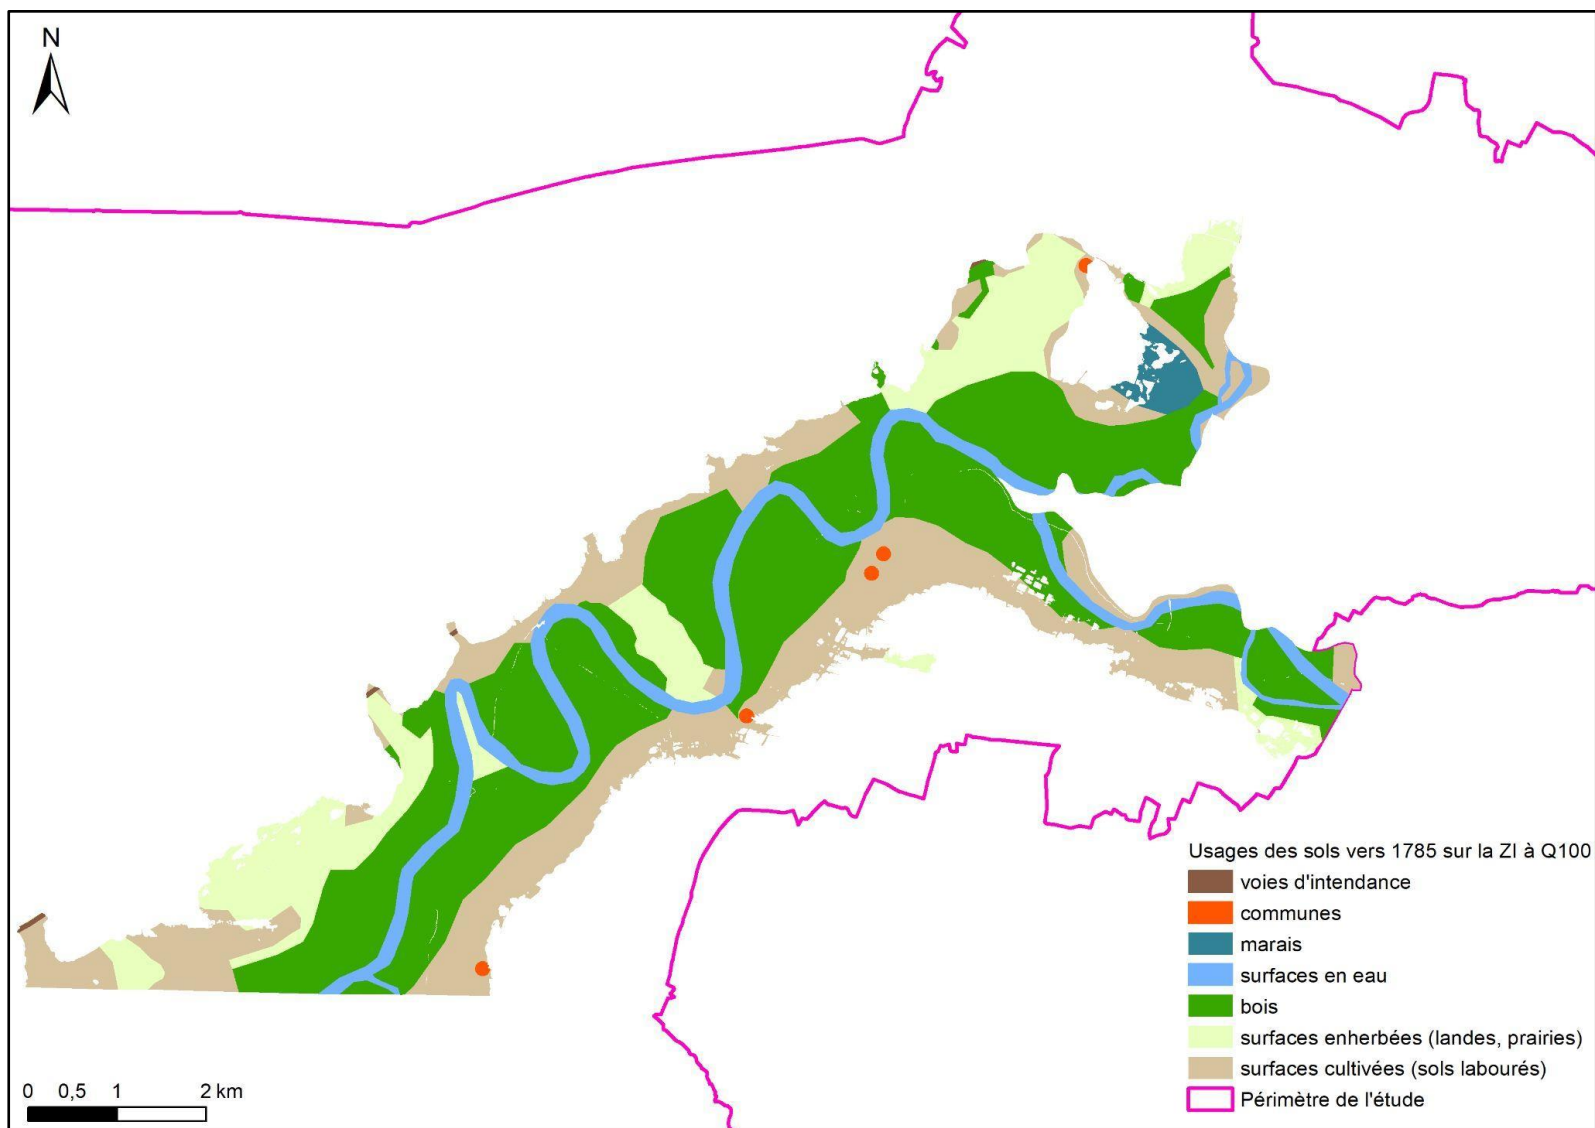 N
Usages des sols vers 1785 sur la ZI à Q100
voies d'intendance
communes
marais
surfaces en eau
bois
surfaces enherbées (landes, prairies)
surfaces cultivées (sols labourés)
Périmètre de l'étude
0 0,5 1 2 km